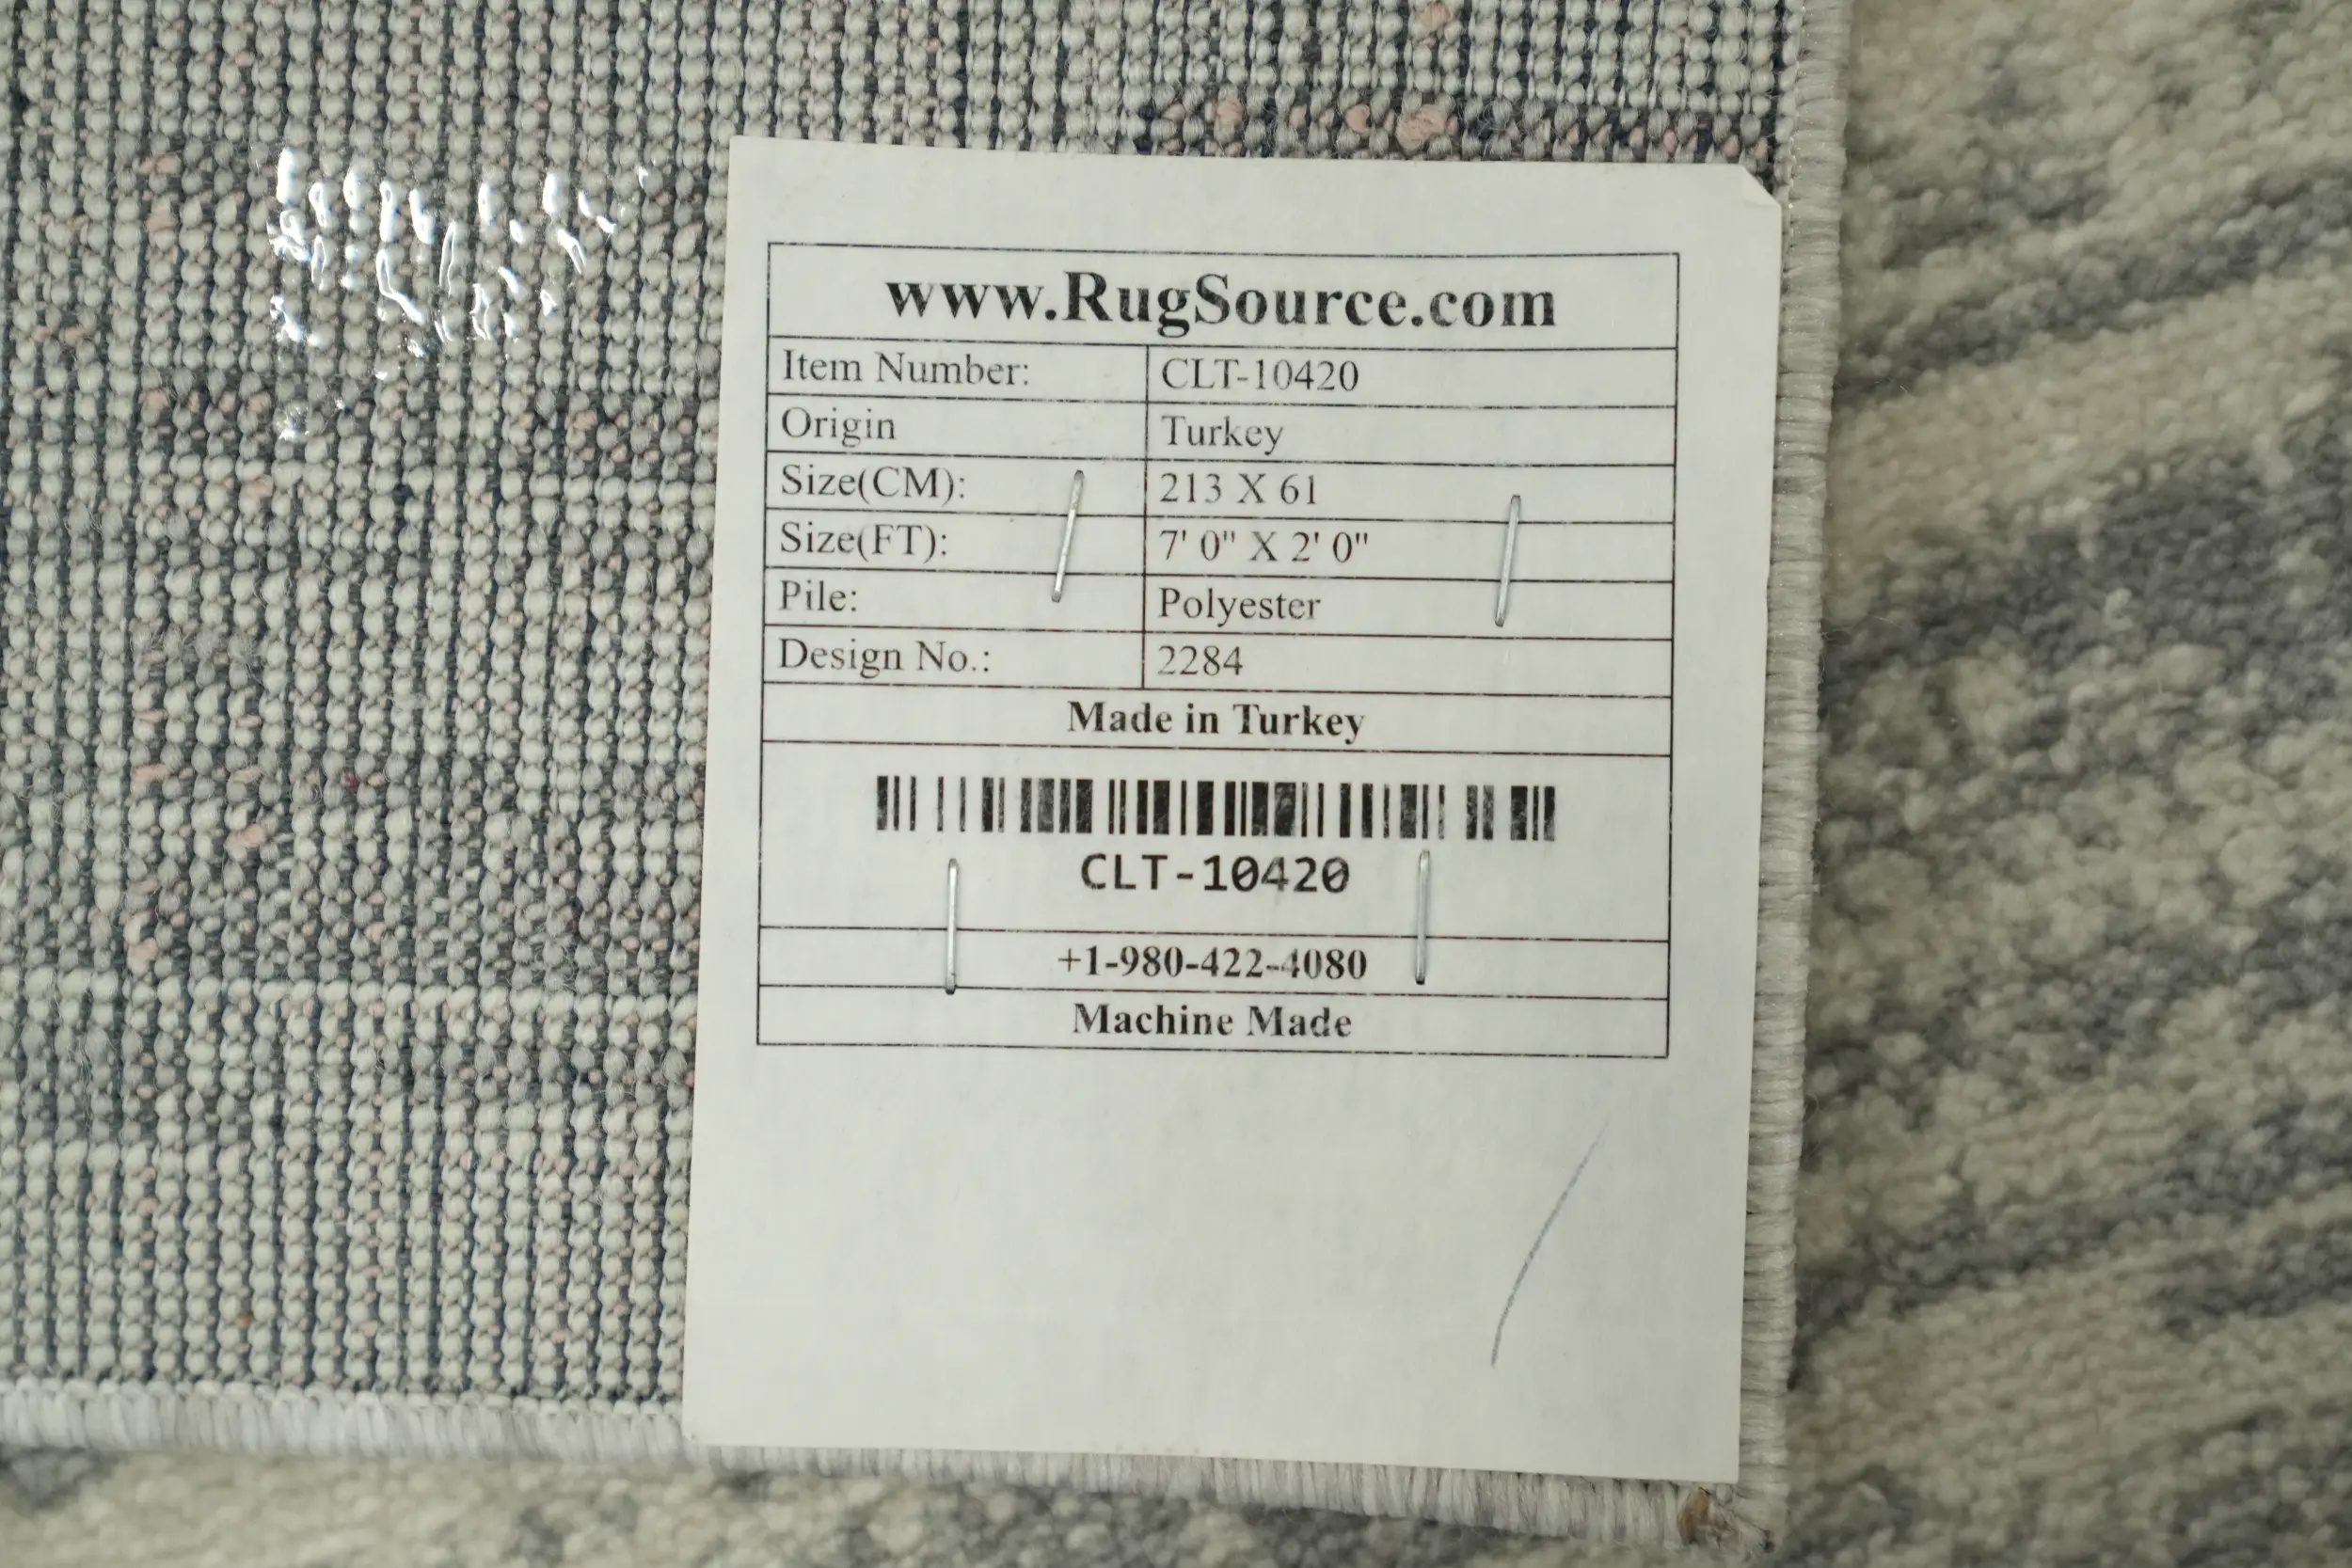 www.RugSource.com
Item Number: CLT-10420
Origin Turkey
Size(CM): 213 X 61
Size(FT): 7' 0" X 2' 0"
Pile: Polyester
Design No.: 2284
Made in Turkey
CLT-10420
+1-980-422-4080
Machine Made